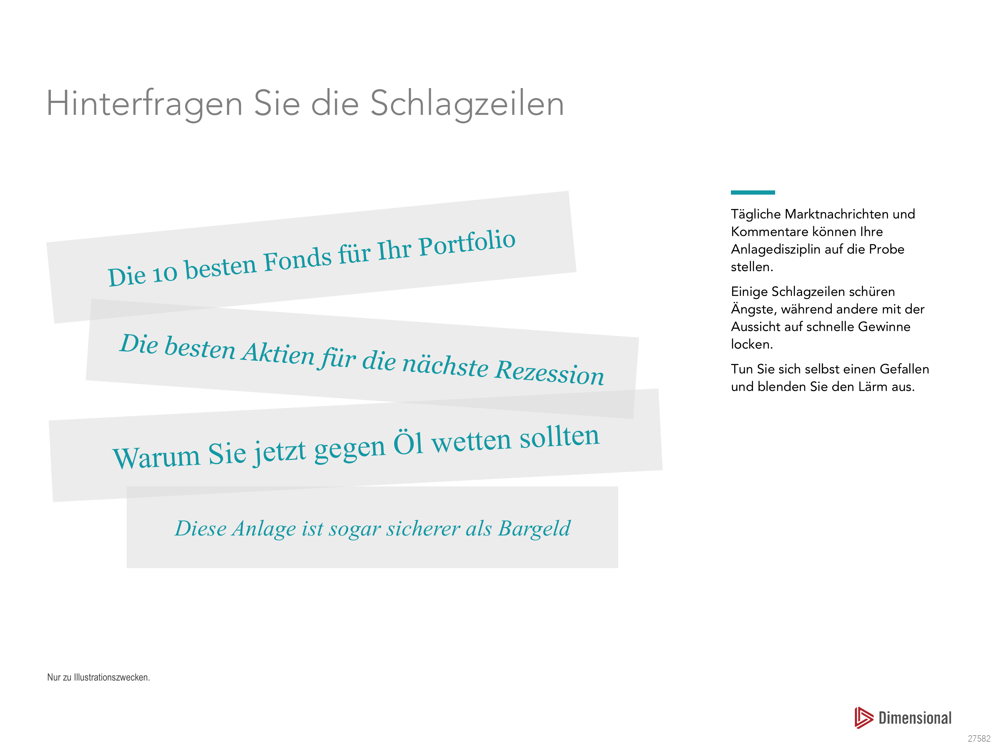 Hinterfragen Sie die Schlagzeilen
Die 10 besten Fonds für Ihr Portfolio
Die besten Aktien für die nächste Rezession
Warum Sie jetzt gegen Öl wetten sollten
Diese Anlage ist sogar sicherer als Bargeld
Tägliche Marktnachrichten und
Kommentare können Ihre
Anlagedisziplin auf die Probe
stellen.
Einige Schlagzeilen schüren
Ängste, während andere mit der
Aussicht auf schnelle Gewinne
locken.
Tun Sie sich selbst einen Gefallen
und blenden Sie den Lärm aus.
Nur zu Illustrationszwecken.
Dimensional
27582